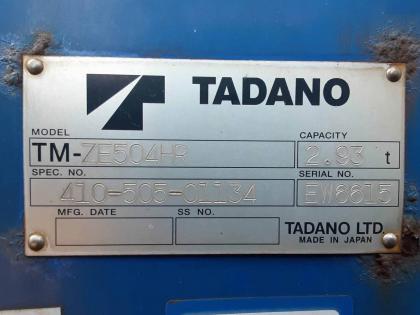 TADANO
MODEL CAPACITY
TM-ZE504HR 2.93 t
SPEC. NO. SERIAL NO.
410-505-01134 EW6615
MFG. DATE SS NO.
TADANO LTD.
MADE IN JAPAN